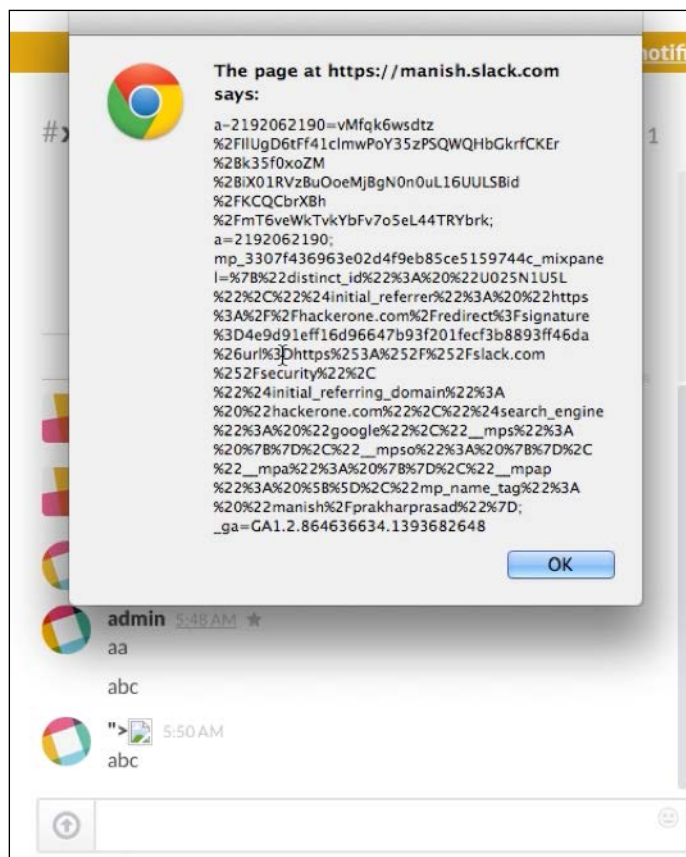 notifi
#x
1
The page at https://manish.slack.com
says:
a-2192062190=vMfqk6wsdtz
%2FIlUgD6tFf41clmwPoY35zPSQWQHbGkrfCKEr
%2Bk35f0xoZM
%2BiX01RVzBuOoeMjBgN0n0uL16UULSBid
%2FKCQCbrXBh
%2FmT6veWkTvkYbFv7o5eL44TRYbrk;
a=2192062190;
mp_3307f436963e02d4f9eb85ce5159744c_mixpane
l=%7B%22distinct_id%22%3A%20%22U025N1U5L
%22%2C%22%24initial_referrer%22%3A%20%22https
%3A%2F%2Fhackerone.com%2Fredirect%3Fsignature
%3D4e9d91eff16d96647b93f201fecf3b8893ff46da
%26url%3Dhttps%253A%252F%252Fslack.com
%252Fsecurity%22%2C
%22%24initial_referring_domain%22%3A
%20%22hackerone.com%22%2C%22%24search_engine
%22%3A%20%22google%22%2C%22__mps%22%3A
%20%7B%7D%2C%22__mpso%22%3A%20%7B%7D%2C
%22__mpa%22%3A%20%7B%7D%2C%22__mpap
%22%3A%20%5B%5D%2C%22mp_name_tag%22%3A
%20%22manish%2Fprakharprasad%22%7D;
_ga=GA1.2.864636634.1393682648
OK
admin 5:48 AM
aa
abc
"> 5:50 AM
abc